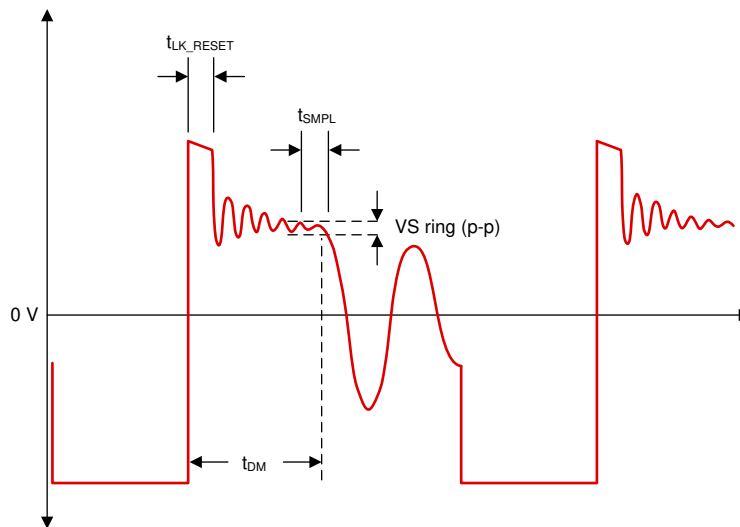 tLK_RESET
tSMPL
VS ring (p-p)
0 V
tDM